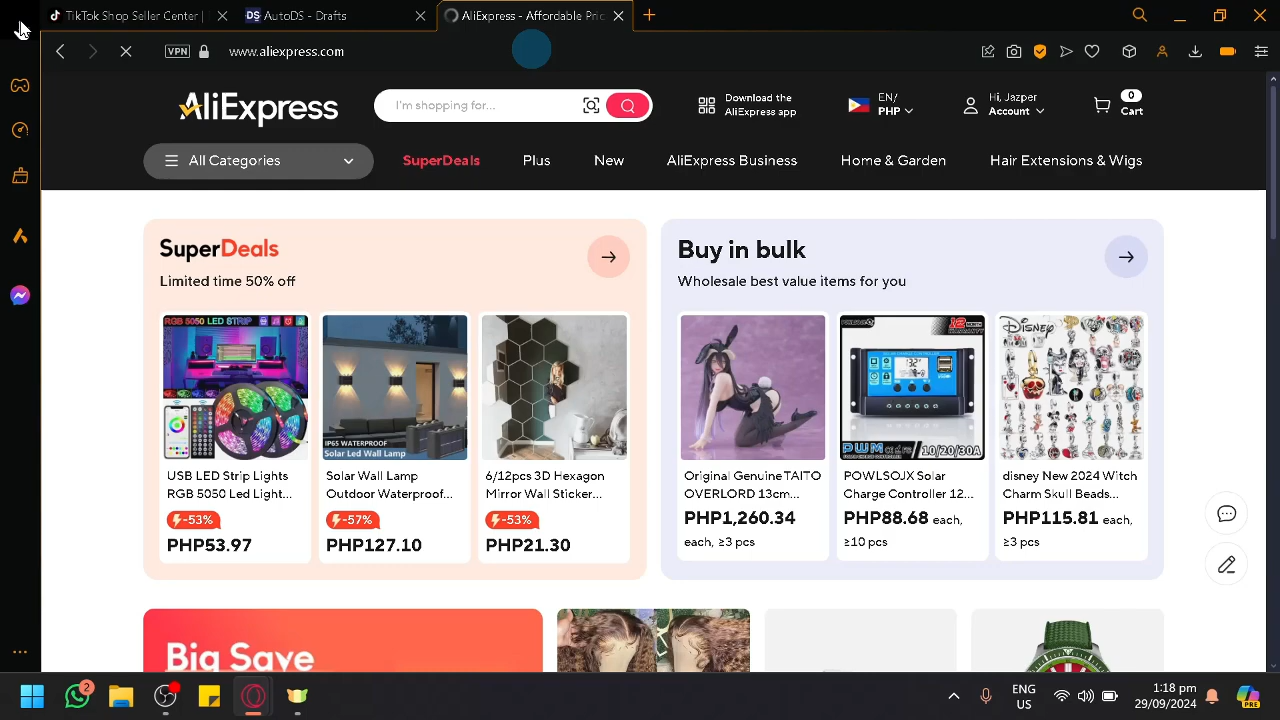 TikTok Shop Seller Center |
DS AutoDS - Drafts
AliExpress - Affordable Pric
VPN
www.aliexpress.com
AliExpress
I'm shopping for...
Download the
AliExpress app
EN/
PHP
Hi, Jazper
Account
0
Cart
All Categories
SuperDeals
Plus
New
AliExpress Business
Home & Garden
Hair Extensions & Wigs
SuperDeals
Limited time 50% off
Buy in bulk
Wholesale best value items for you
RGB 5050 LED STRIP
IP65 WATERPROOF
Solar Led Wall Lamp
12
PWM
10/20/30A
Disney
USB LED Strip Lights
RGB 5050 Led Light...
-53%
PHP53.97
Solar Wall Lamp
Outdoor Waterproof...
-57%
PHP127.10
6/12pcs 3D Hexagon
Mirror Wall Sticker...
-53%
PHP21.30
Original Genuine TAITO
OVERLORD 13cm...
PHP1,260.34
each, ≥3 pcs
POWLSOJX Solar
Charge Controller 12...
PHP88.68 each,
≥10 pcs
disney New 2024 Witch
Charm Skull Beads...
PHP115.81 each,
≥3 pcs
Big Save
2
ENG
US
1:18 pm
29/09/2024
PRE